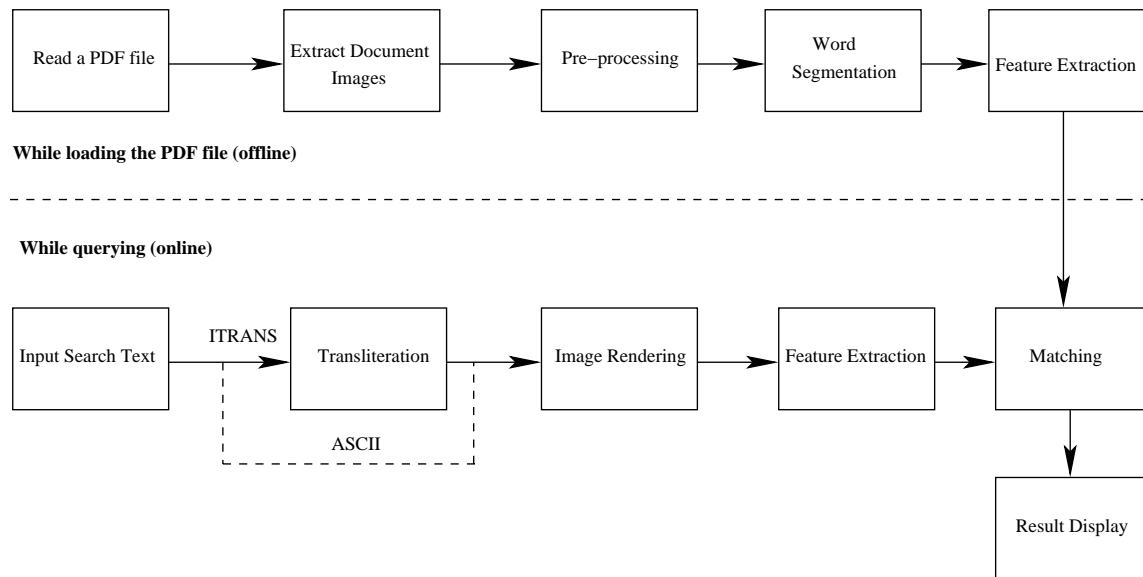 Read a PDF file
Extract Document
Images
Pre−processing
Word
Segmentation
Feature Extraction
While loading the PDF file (offline)
While querying (online)
Input Search Text
ITRANS
Transliteration
ASCII
Image Rendering
Feature Extraction
Matching
Result Display